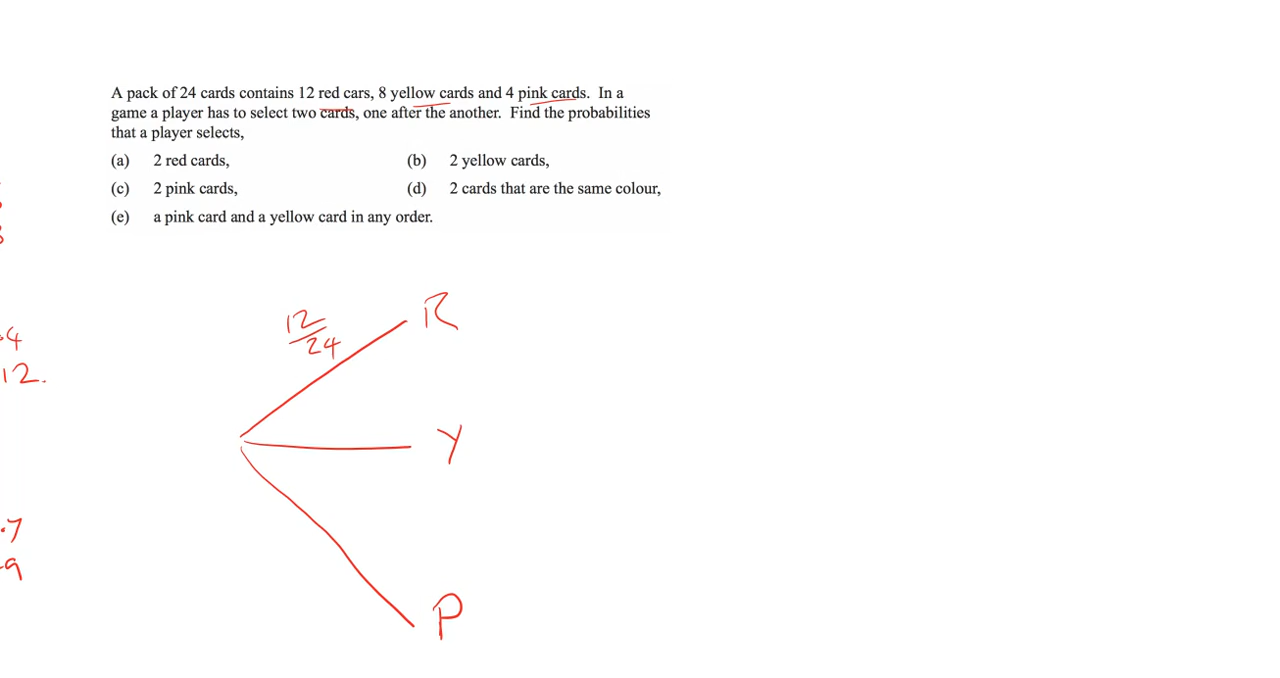 A pack of 24 cards contains 12 red cars, 8 yellow cards and 4 pink cards. In a
game a player has to select two cards, one after the another. Find the probabilities
that a player selects,
(a) 2 red cards, (b) 2 yellow cards,
(c) 2 pink cards, (d) 2 cards that are the same colour,
(e) a pink card and a yellow card in any order.
R
12
24
.4
12.
Y
.7
9
P